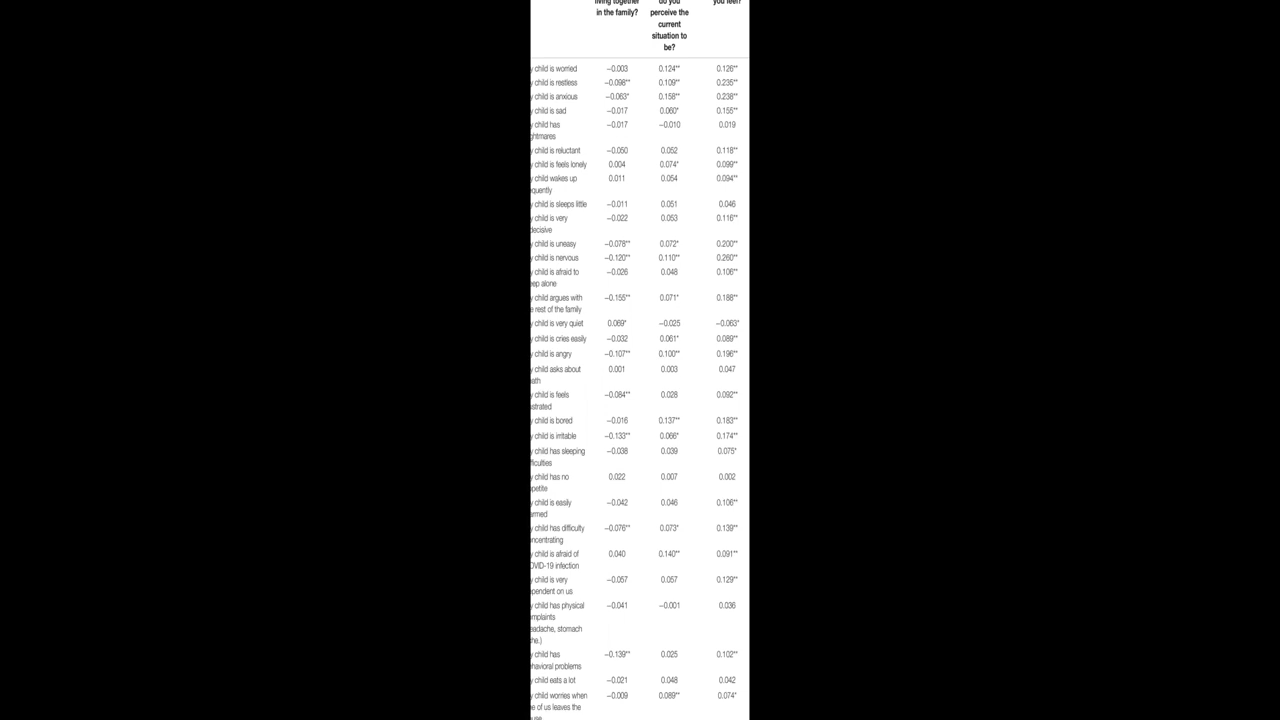 living together do you you feel?
in the family? perceive the
current
situation to
be?
y child is worried −0.003 0.124** 0.126**
y child is restless −0.098** 0.109** 0.235**
y child is anxious −0.063* 0.158** 0.238**
y child is sad −0.017 0.060* 0.155**
y child has −0.017 −0.010 0.019
ghtmares
y child is reluctant −0.050 0.052 0.118**
y child is feels lonely 0.004 0.074* 0.099**
y child wakes up 0.011 0.054 0.094**
equently
y child is sleeps little −0.011 0.051 0.046
y child is very −0.022 0.053 0.116**
decisive
y child is uneasy −0.078** 0.072* 0.200**
y child is nervous −0.120** 0.110** 0.260**
y child is afraid to −0.026 0.048 0.106**
eep alone
y child argues with −0.155** 0.071* 0.188**
e rest of the family
y child is very quiet 0.069* −0.025 −0.063*
y child is cries easily −0.032 0.061* 0.089**
y child is angry −0.107** 0.100** 0.196**
y child asks about 0.001 0.003 0.047
ath
y child is feels −0.084** 0.028 0.092**
ustrated
y child is bored −0.016 0.137** 0.183**
y child is irritable −0.133** 0.066* 0.174**
y child has sleeping −0.038 0.039 0.075*
fficulties
y child has no 0.022 0.007 0.002
petite
y child is easily −0.042 0.046 0.106**
armed
y child has difficulty −0.076** 0.073* 0.139**
ncentrating
y child is afraid of 0.040 0.140** 0.091**
OVID-19 infection
y child is very −0.057 0.057 0.129**
ependent on us
y child has physical −0.041 −0.001 0.036
mplaints
eadache, stomach
he.)
y child has −0.139** 0.025 0.102**
ehavioral problems
y child eats a lot −0.021 0.048 0.042
y child worries when −0.009 0.089** 0.074*
e of us leaves the
use